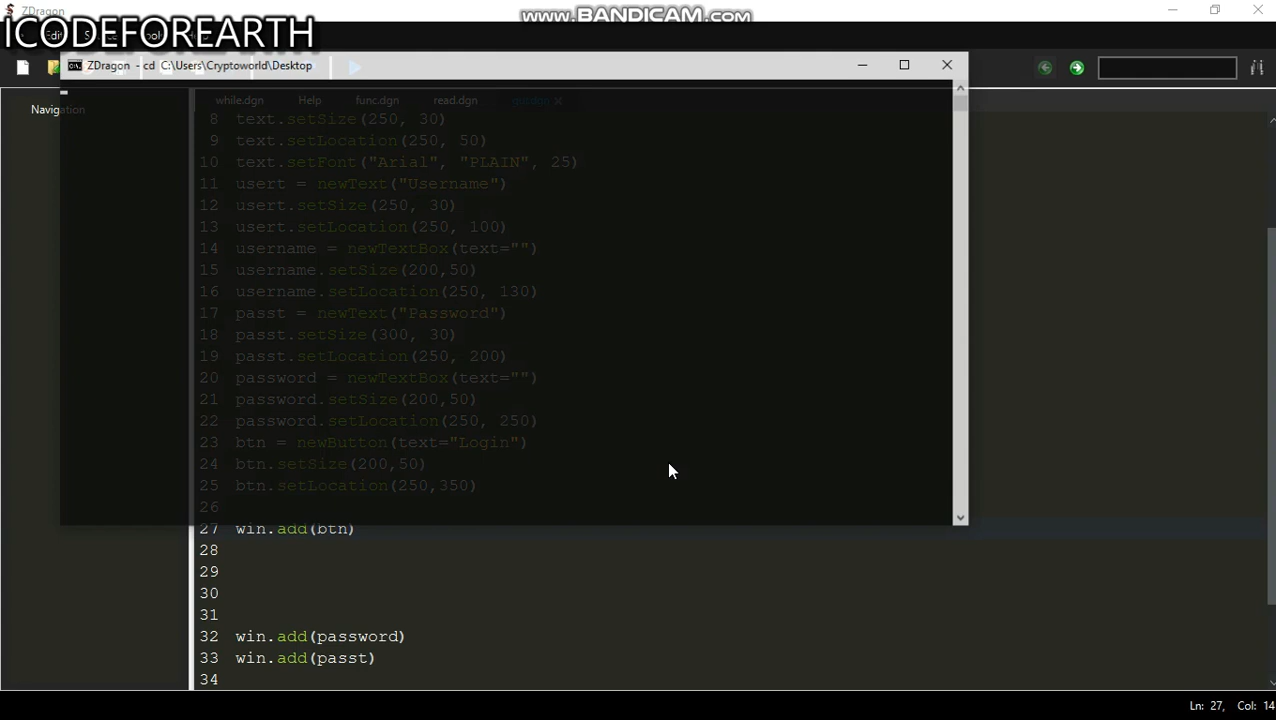 ZDragon
www.BANDICAM.com
ICODEFOREARTH
ZDragon - cd C:\Users\Cryptoworld\Desktop
Navigation
while.dgn Help func.dgn read.dgn
8 text.setSize(250, 30)
9 text.setLocation(250, 50)
10 text.setFont("Arial", "PLAIN", 25)
11 usert = newText("Username")
12 usert.setSize(250, 30)
13 usert.setLocation(250, 100)
14 username = newTextBox(text="")
15 username.setSize(200,50)
16 username.setLocation(250, 130)
17 passt = newText("Password")
18 passt.setSize(300, 30)
19 passt.setLocation(250, 200)
20 password = newTextBox(text="")
21 password.setSize(200,50)
22 password.setLocation(250, 250)
23 btn = newButton(text="Login")
24 btn.setSize(200,50)
25 btn.setLocation(250,350)
26
27 win.add(btn)
28
29
30
31
32 win.add(password)
33 win.add(passt)
34
Ln: 27, Col: 14